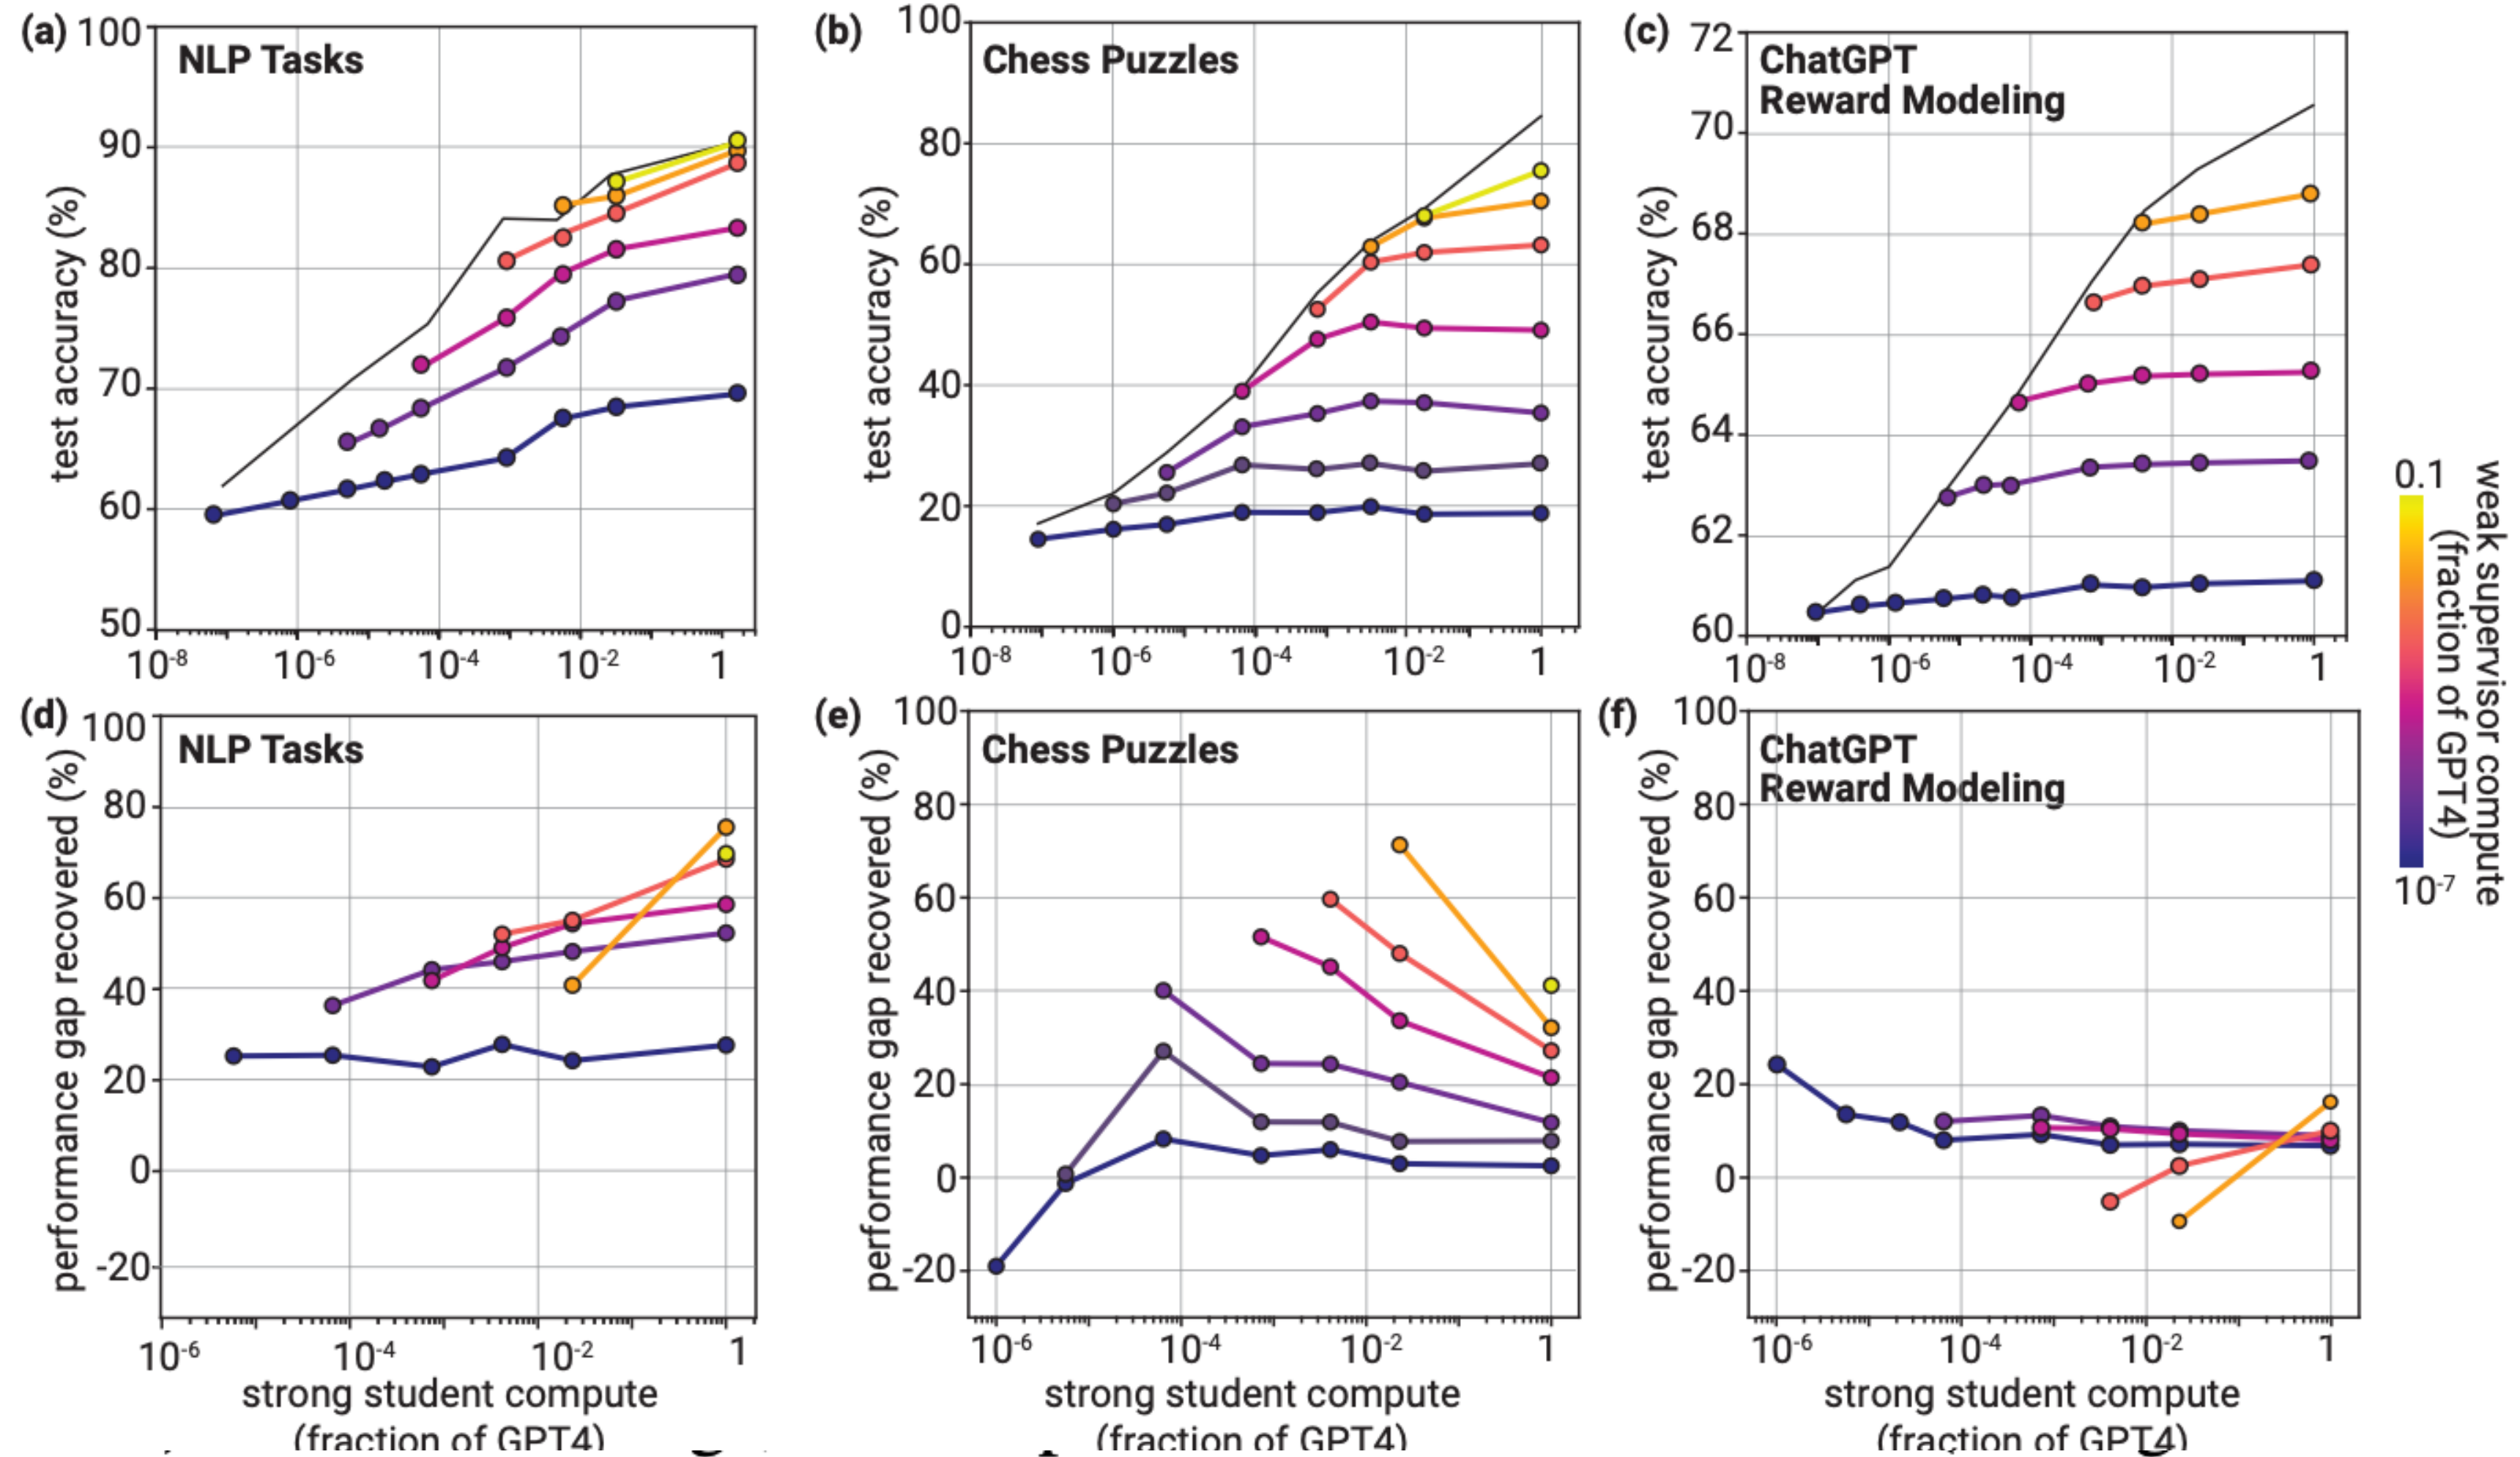 (a)
NLP Tasks
test accuracy (%)
100
90
80
70
60
50
10-8
10-6
10-4
10-2
1
(b)
Chess Puzzles
test accuracy (%)
100
80
60
40
20
0
10-8
10-6
10-4
10-2
1
(c)
ChatGPT
Reward Modeling
test accuracy (%)
72
70
68
66
64
62
60
10-8
10-6
10-4
10-2
1
0.1
weak supervisor compute
(fraction of GPT4)
10-7
(d)
NLP Tasks
performance gap recovered (%)
100
80
60
40
20
0
-20
10-6
10-4
10-2
1
strong student compute
(fraction of GPT4)
(e)
Chess Puzzles
performance gap recovered (%)
100
80
60
40
20
0
-20
10-6
10-4
10-2
1
strong student compute
(fraction of GPT4)
(f)
ChatGPT
Reward Modeling
performance gap recovered (%)
100
80
60
40
20
0
-20
10-6
10-4
10-2
1
strong student compute
(fraction of GPT4)